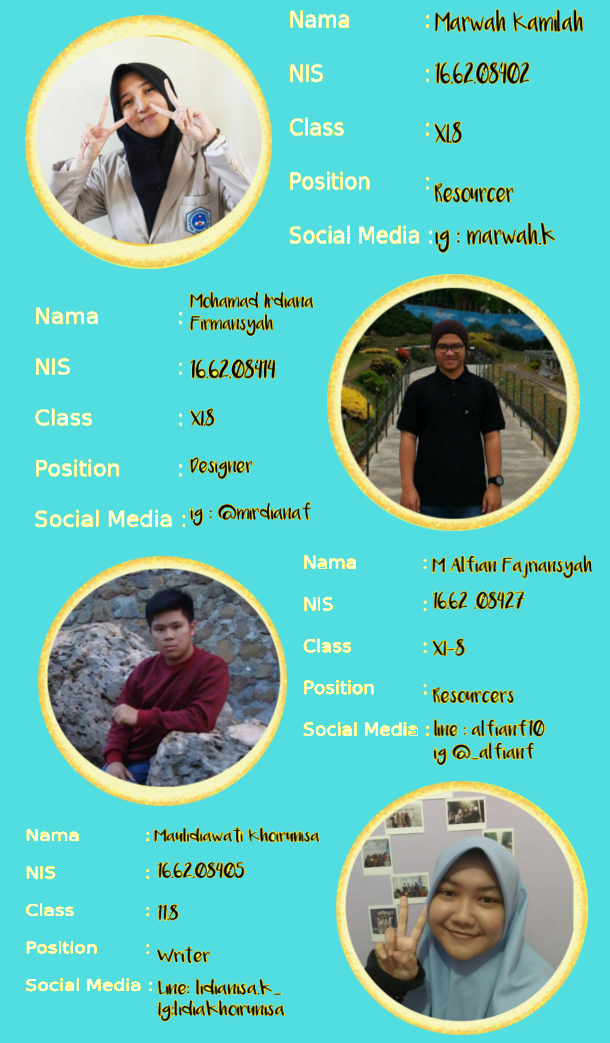 Nama : Marwah Kamilah
NIS : 16.62.08402
Class : XI.8
Position : Resourcer
Social Media : ig : marwah.k
Nama : Mohamad Irdiana
Firmansyah
NIS : 16.62.08414
Class : XI.8
Position : Designer
Social Media : ig : @mirdianaf
Nama : M Alfian Fajriansyah
NIS : 16.62 .08427
Class : XI-8
Position : Resourcers
Social Media : line : alfianf10
ig @_alfianf
Nama : Maulidiawati Khoirunisa
NIS : 16.62.08405
Class : 11.8
Position : Writer
Social Media : Line: lidianisa.k_
Ig:lidiakhoirunisa